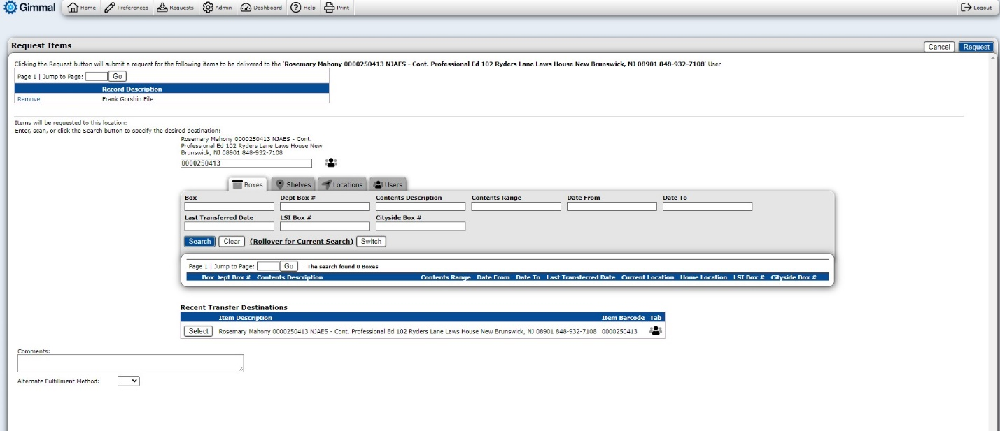 Gimmal Home Preferences Requests Admin Dashboard Help Print Logout
Request Items Cancel Request
Clicking the Request button will submit a request for the following items to be delivered to the 'Rosemary Mahony 0000250413 NJAES - Cont. Professional Ed 102 Ryders Lane Laws House New Brunswick, NJ 08901 848-932-7108' User
Page 1 | Jump to Page: Go
Record Description
Remove Frank Gorshin File
Items will be requested to this location:
Enter, scan, or click the Search button to specify the desired destination:
Rosemary Mahony 0000250413 NJAES - Cont.
Professional Ed 102 Ryders Lane Laws House New
Brunswick, NJ 08901 848-932-7108
0000250413
Boxes Shelves Locations Users
Box Dept Box # Contents Description Contents Range Date From Date To
Last Transferred Date LSI Box # Cityside Box #
Search Clear (Rollover for Current Search) Switch
Page 1 | Jump to Page: Go The search found 0 Boxes
Box Dept Box # Contents Description Contents Range Date From Date To Last Transferred Date Current Location Home Location LSI Box # Cityside Box #
Recent Transfer Destinations
Item Description Item Barcode Tab
Select Rosemary Mahony 0000250413 NJAES - Cont. Professional Ed 102 Ryders Lane Laws House New Brunswick, NJ 08901 848-932-7108 0000250413
Comments:
Alternate Fulfillment Method: